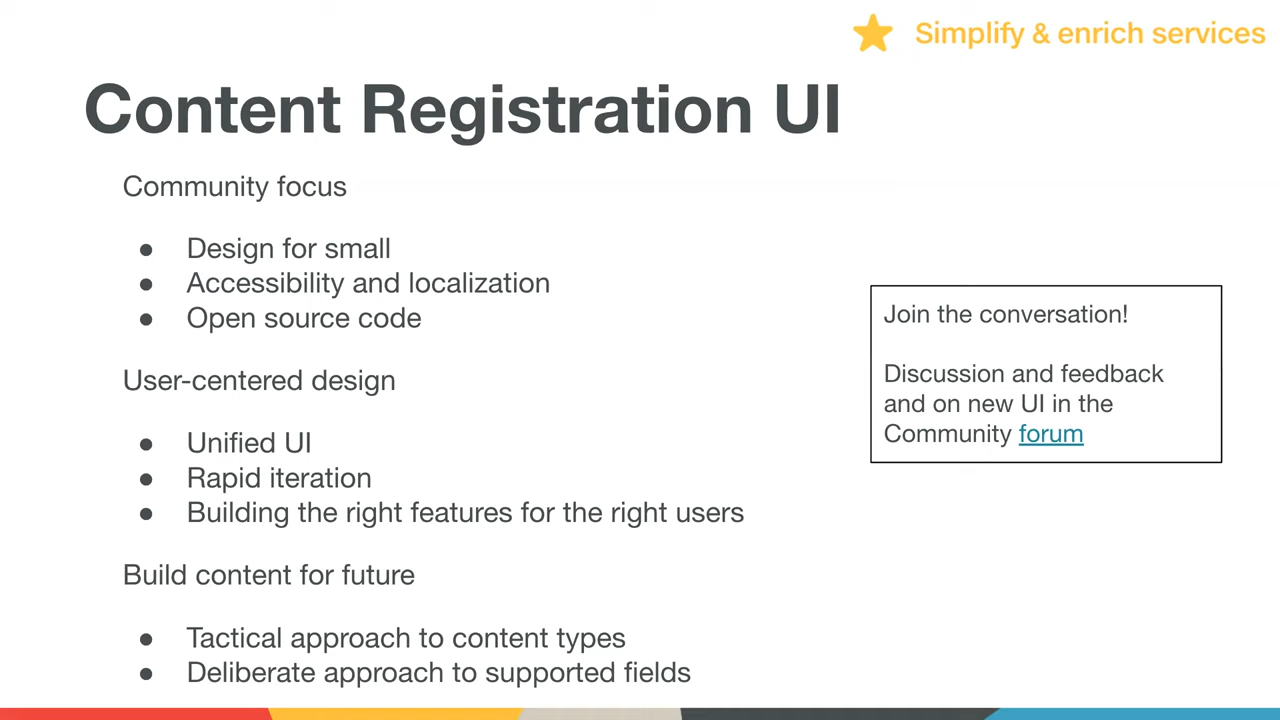 Simplify & enrich services
Content Registration UI
Community focus
● Design for small
● Accessibility and localization
● Open source code
User-centered design
● Unified UI
● Rapid iteration
● Building the right features for the right users
Build content for future
● Tactical approach to content types
● Deliberate approach to supported fields
Join the conversation!
Discussion and feedback
and on new UI in the
Community forum